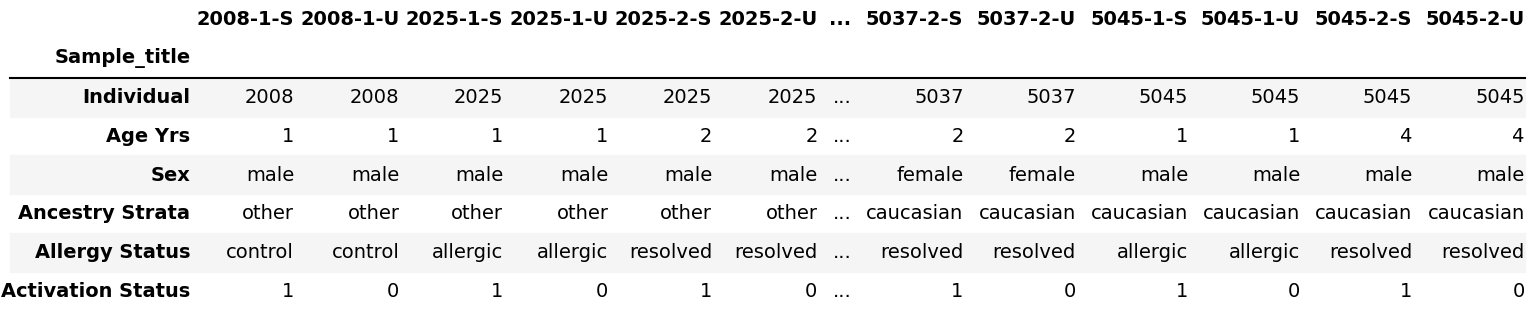 2008-1-S 2008-1-U 2025-1-S 2025-1-U 2025-2-S 2025-2-U ... 5037-2-S 5037-2-U 5045-1-S 5045-1-U 5045-2-S 5045-2-U
Sample_title
Individual 2008 2008 2025 2025 2025 2025 ... 5037 5037 5045 5045 5045 5045
Age Yrs 1 1 1 1 2 2 ... 2 2 1 1 4 4
Sex male male male male male male ... female female male male male male
Ancestry Strata other other other other other other ... caucasian caucasian caucasian caucasian caucasian caucasian
Allergy Status control control allergic allergic resolved resolved ... resolved resolved allergic allergic resolved resolved
Activation Status 1 0 1 0 1 0 ... 1 0 1 0 1 0